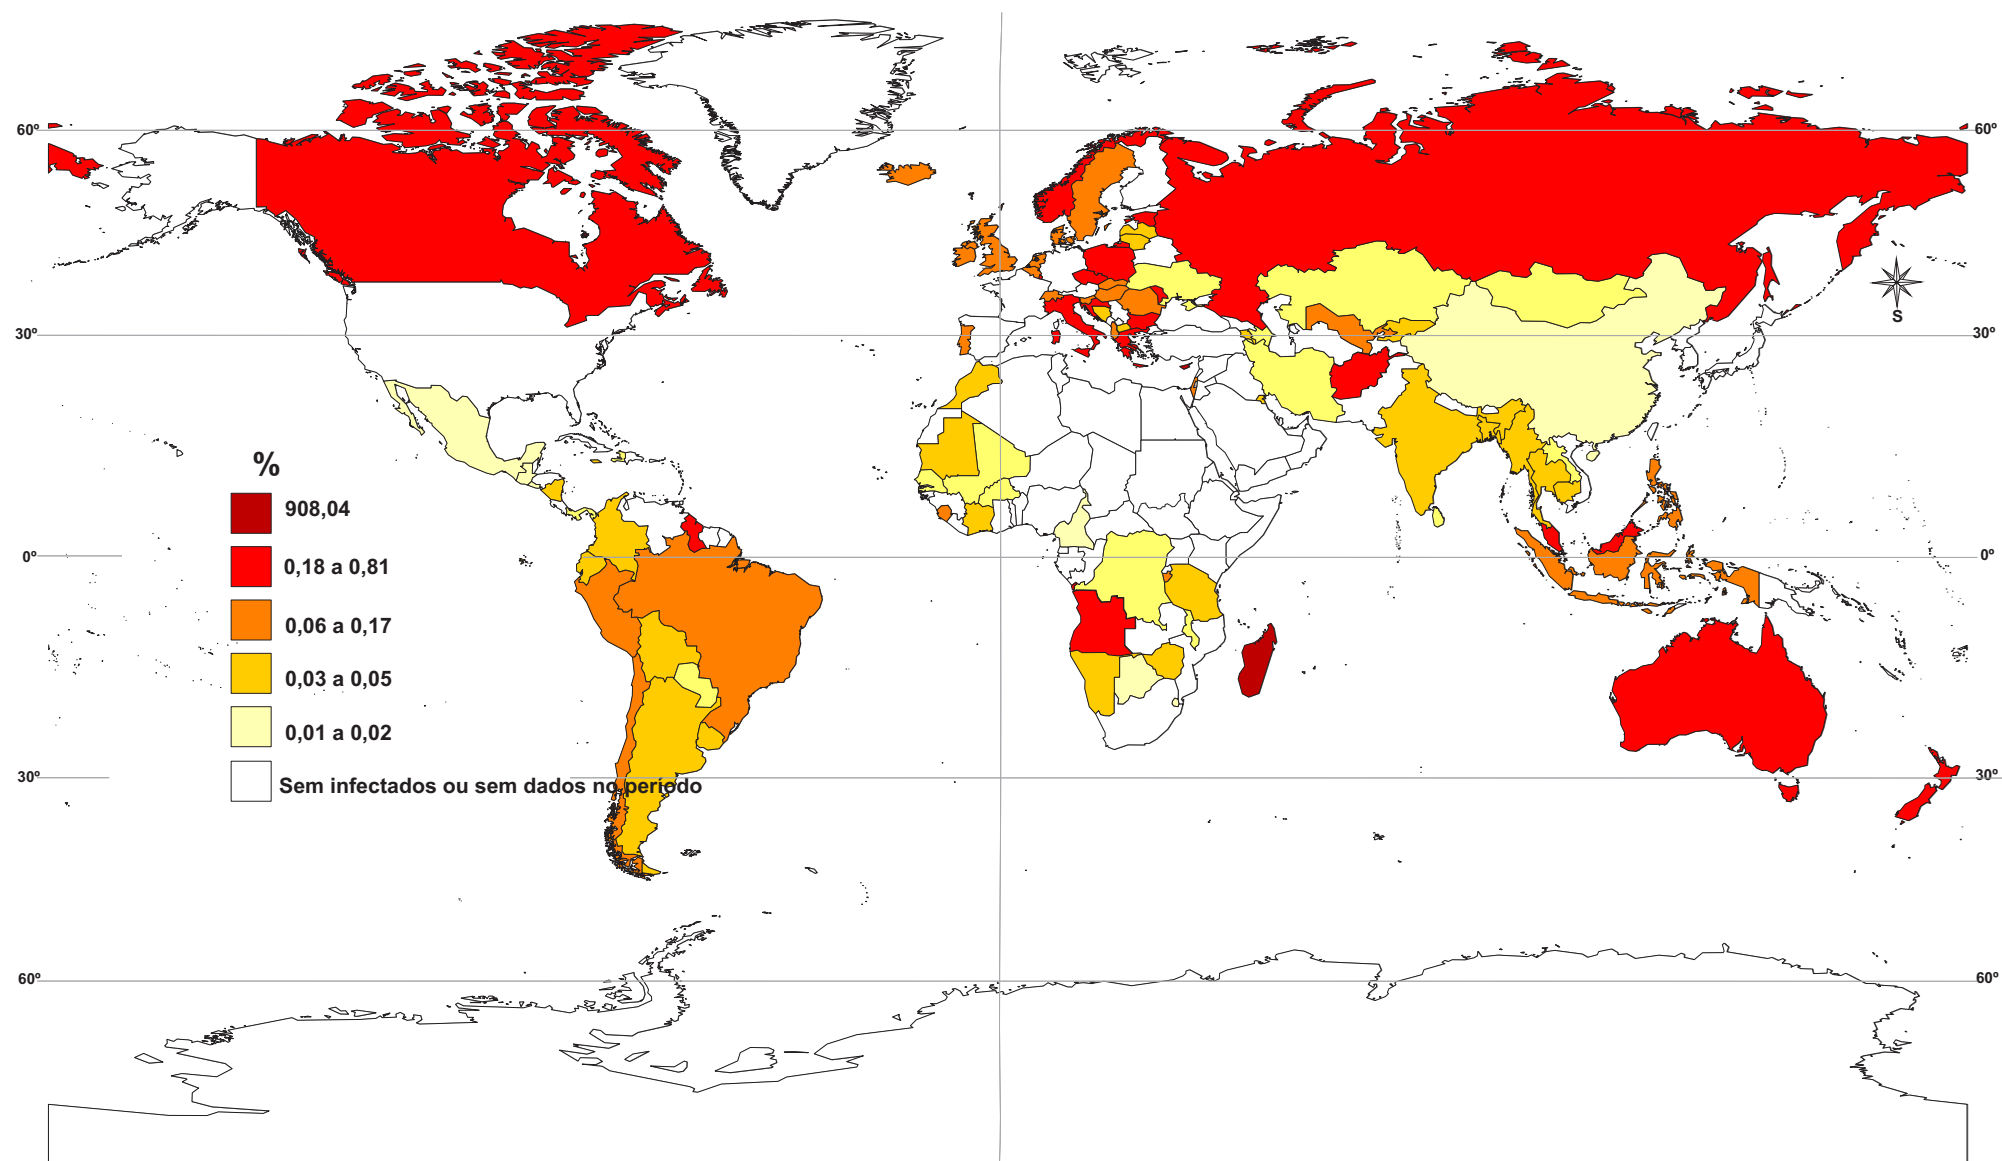 60º 60º
30º 30º
S
%
908,04
0,18 a 0,81
0º 0º
0,06 a 0,17
0,03 a 0,05
0,01 a 0,02
30º 30º
Sem infectados ou sem dados no período
60º 60º